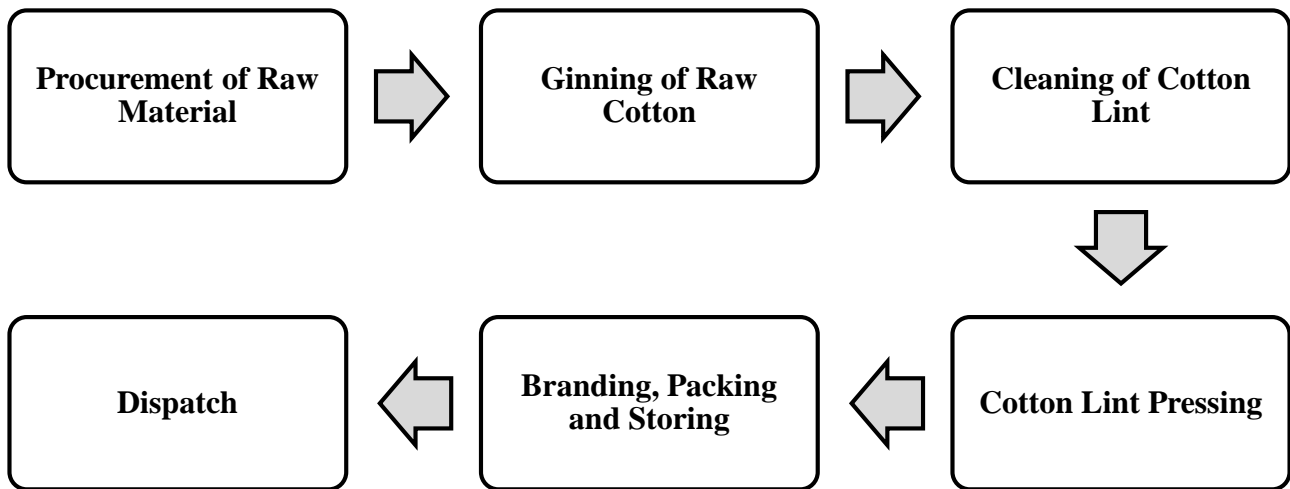 Procurement of Raw
Material
Ginning of Raw
Cotton
Cleaning of Cotton
Lint
Cotton Lint Pressing
Branding, Packing
and Storing
Dispatch